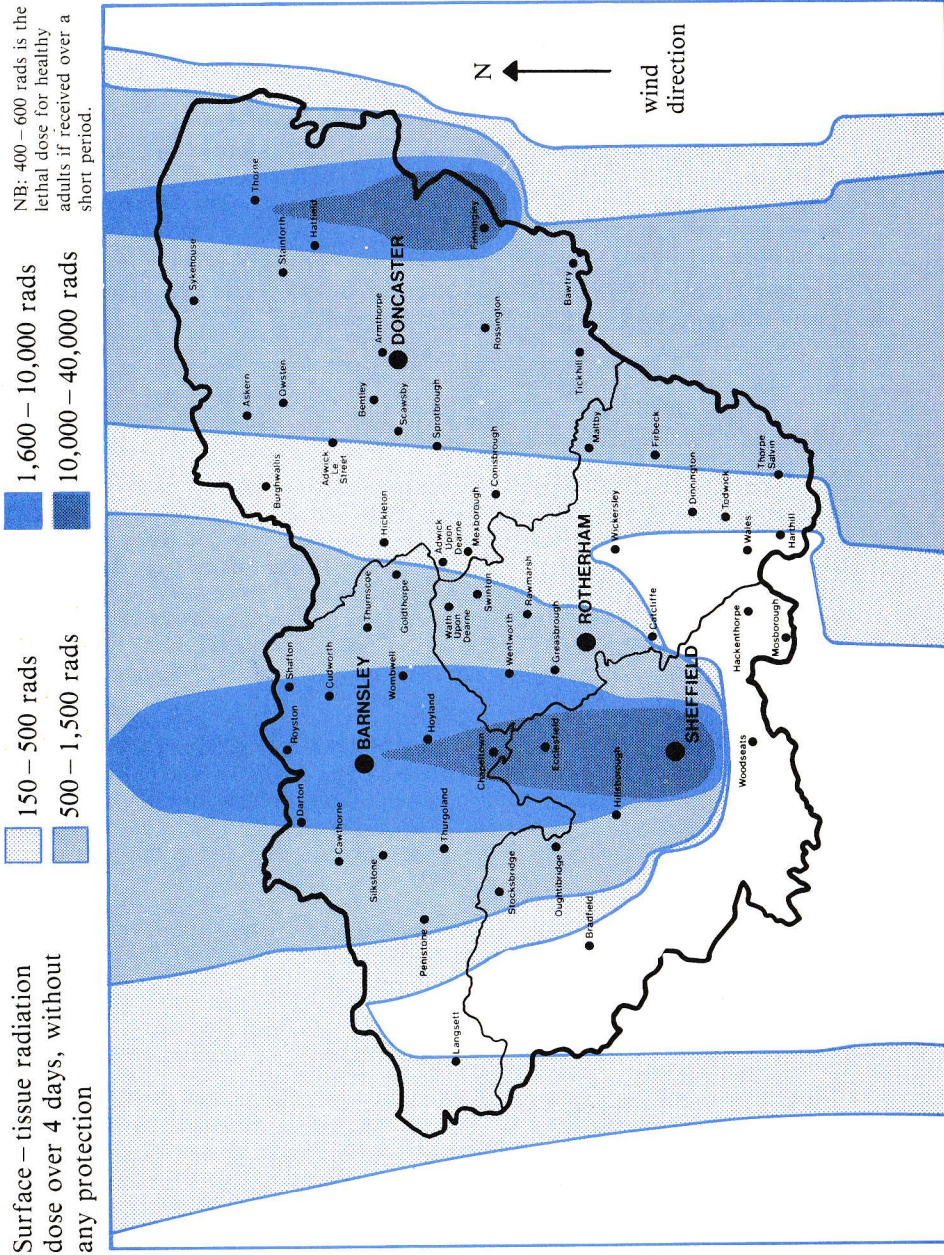 Surface – tissue radiation
dose over 4 days, without
any protection
150 – 500 rads
500 – 1,500 rads
1,600 – 10,000 rads
10,000 – 40,000 rads
NB: 400 – 600 rads is the
lethal dose for healthy
adults if received over a
short period.
N
wind
direction
Sykehouse
Thorne
Stainforth
Hatfield
Askern
Owsten
Burghwallis
Adwick
Le
Street
Bentley
Armthorpe
Scawsby
DONCASTER
Sprotbrough
Finningley
Rossington
Bawtry
Tickhill
Hickleton
Conisbrough
Adwick
Upon
Dearne
Mexborough
Maltby
Firbeck
Thorpe
Salvin
Dinnington
Todwick
Wickersley
Wales
Harthill
Shafton
Royston
Cudworth
Darton
Cawthorne
BARNSLEY
Thurnscoe
Goldthorpe
Wombwell
Silkstone
Hoyland
Thurgoland
Penistone
Langsett
Wath
Upon
Dearne
Swinton
Rawmarsh
Wentworth
Greasbrough
ROTHERHAM
Catcliffe
Chapeltown
Ecclesfield
Stocksbridge
Oughtibridge
Hillsborough
Bradfield
SHEFFIELD
Hackenthorpe
Mosborough
Woodseats